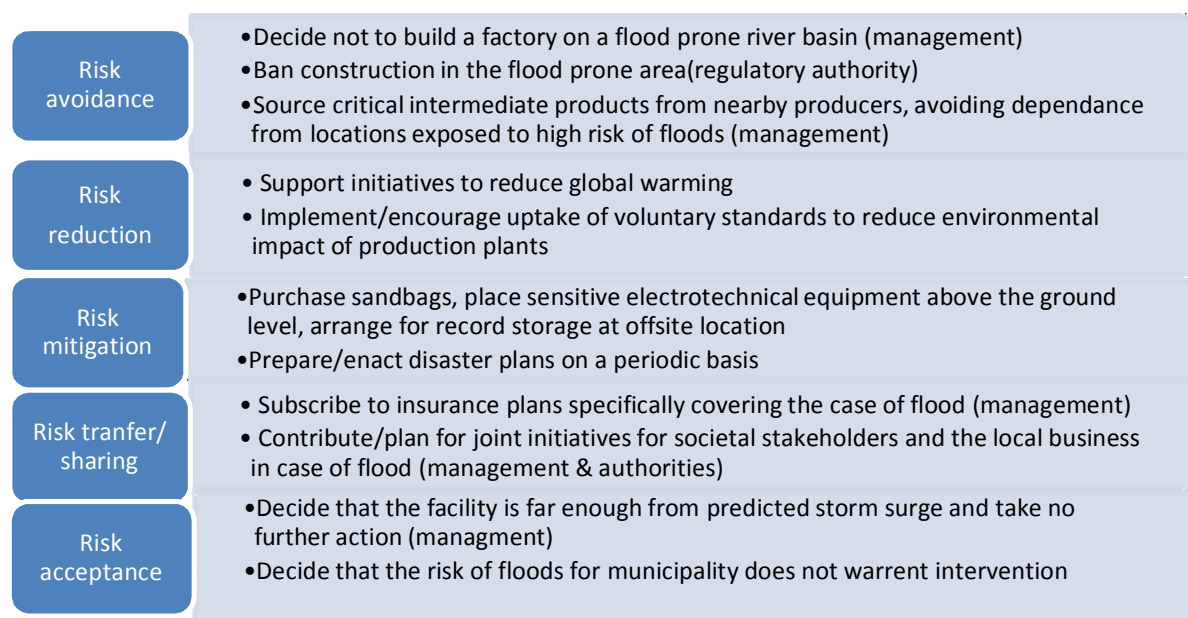 Risk
avoidance
•Decide not to build a factory on a flood prone river basin (management)
•Ban construction in the flood prone area(regulatory authority)
•Source critical intermediate products from nearby producers, avoiding dependance
from locations exposed to high risk of floods (management)
Risk
reduction
• Support initiatives to reduce global warming
• Implement/encourage uptake of voluntary standards to reduce environmental
impact of production plants
Risk
mitigation
•Purchase sandbags, place sensitive electrotechnical equipment above the ground
level, arrange for record storage at offsite location
•Prepare/enact disaster plans on a periodic basis
Risk tranfer/
sharing
• Subscribe to insurance plans specifically covering the case of flood (management)
• Contribute/plan for joint initiatives for societal stakeholders and the local business
in case of flood (management & authorities)
Risk
acceptance
•Decide that the facility is far enough from predicted storm surge and take no
further action (managment)
•Decide that the risk of floods for municipality does not warrent intervention